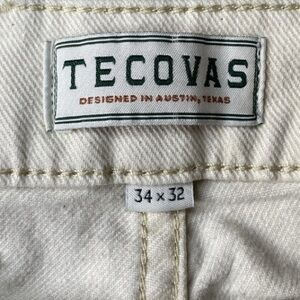 TECOVAS
DESIGNED IN AUSTIN, TEXAS
34 x 32